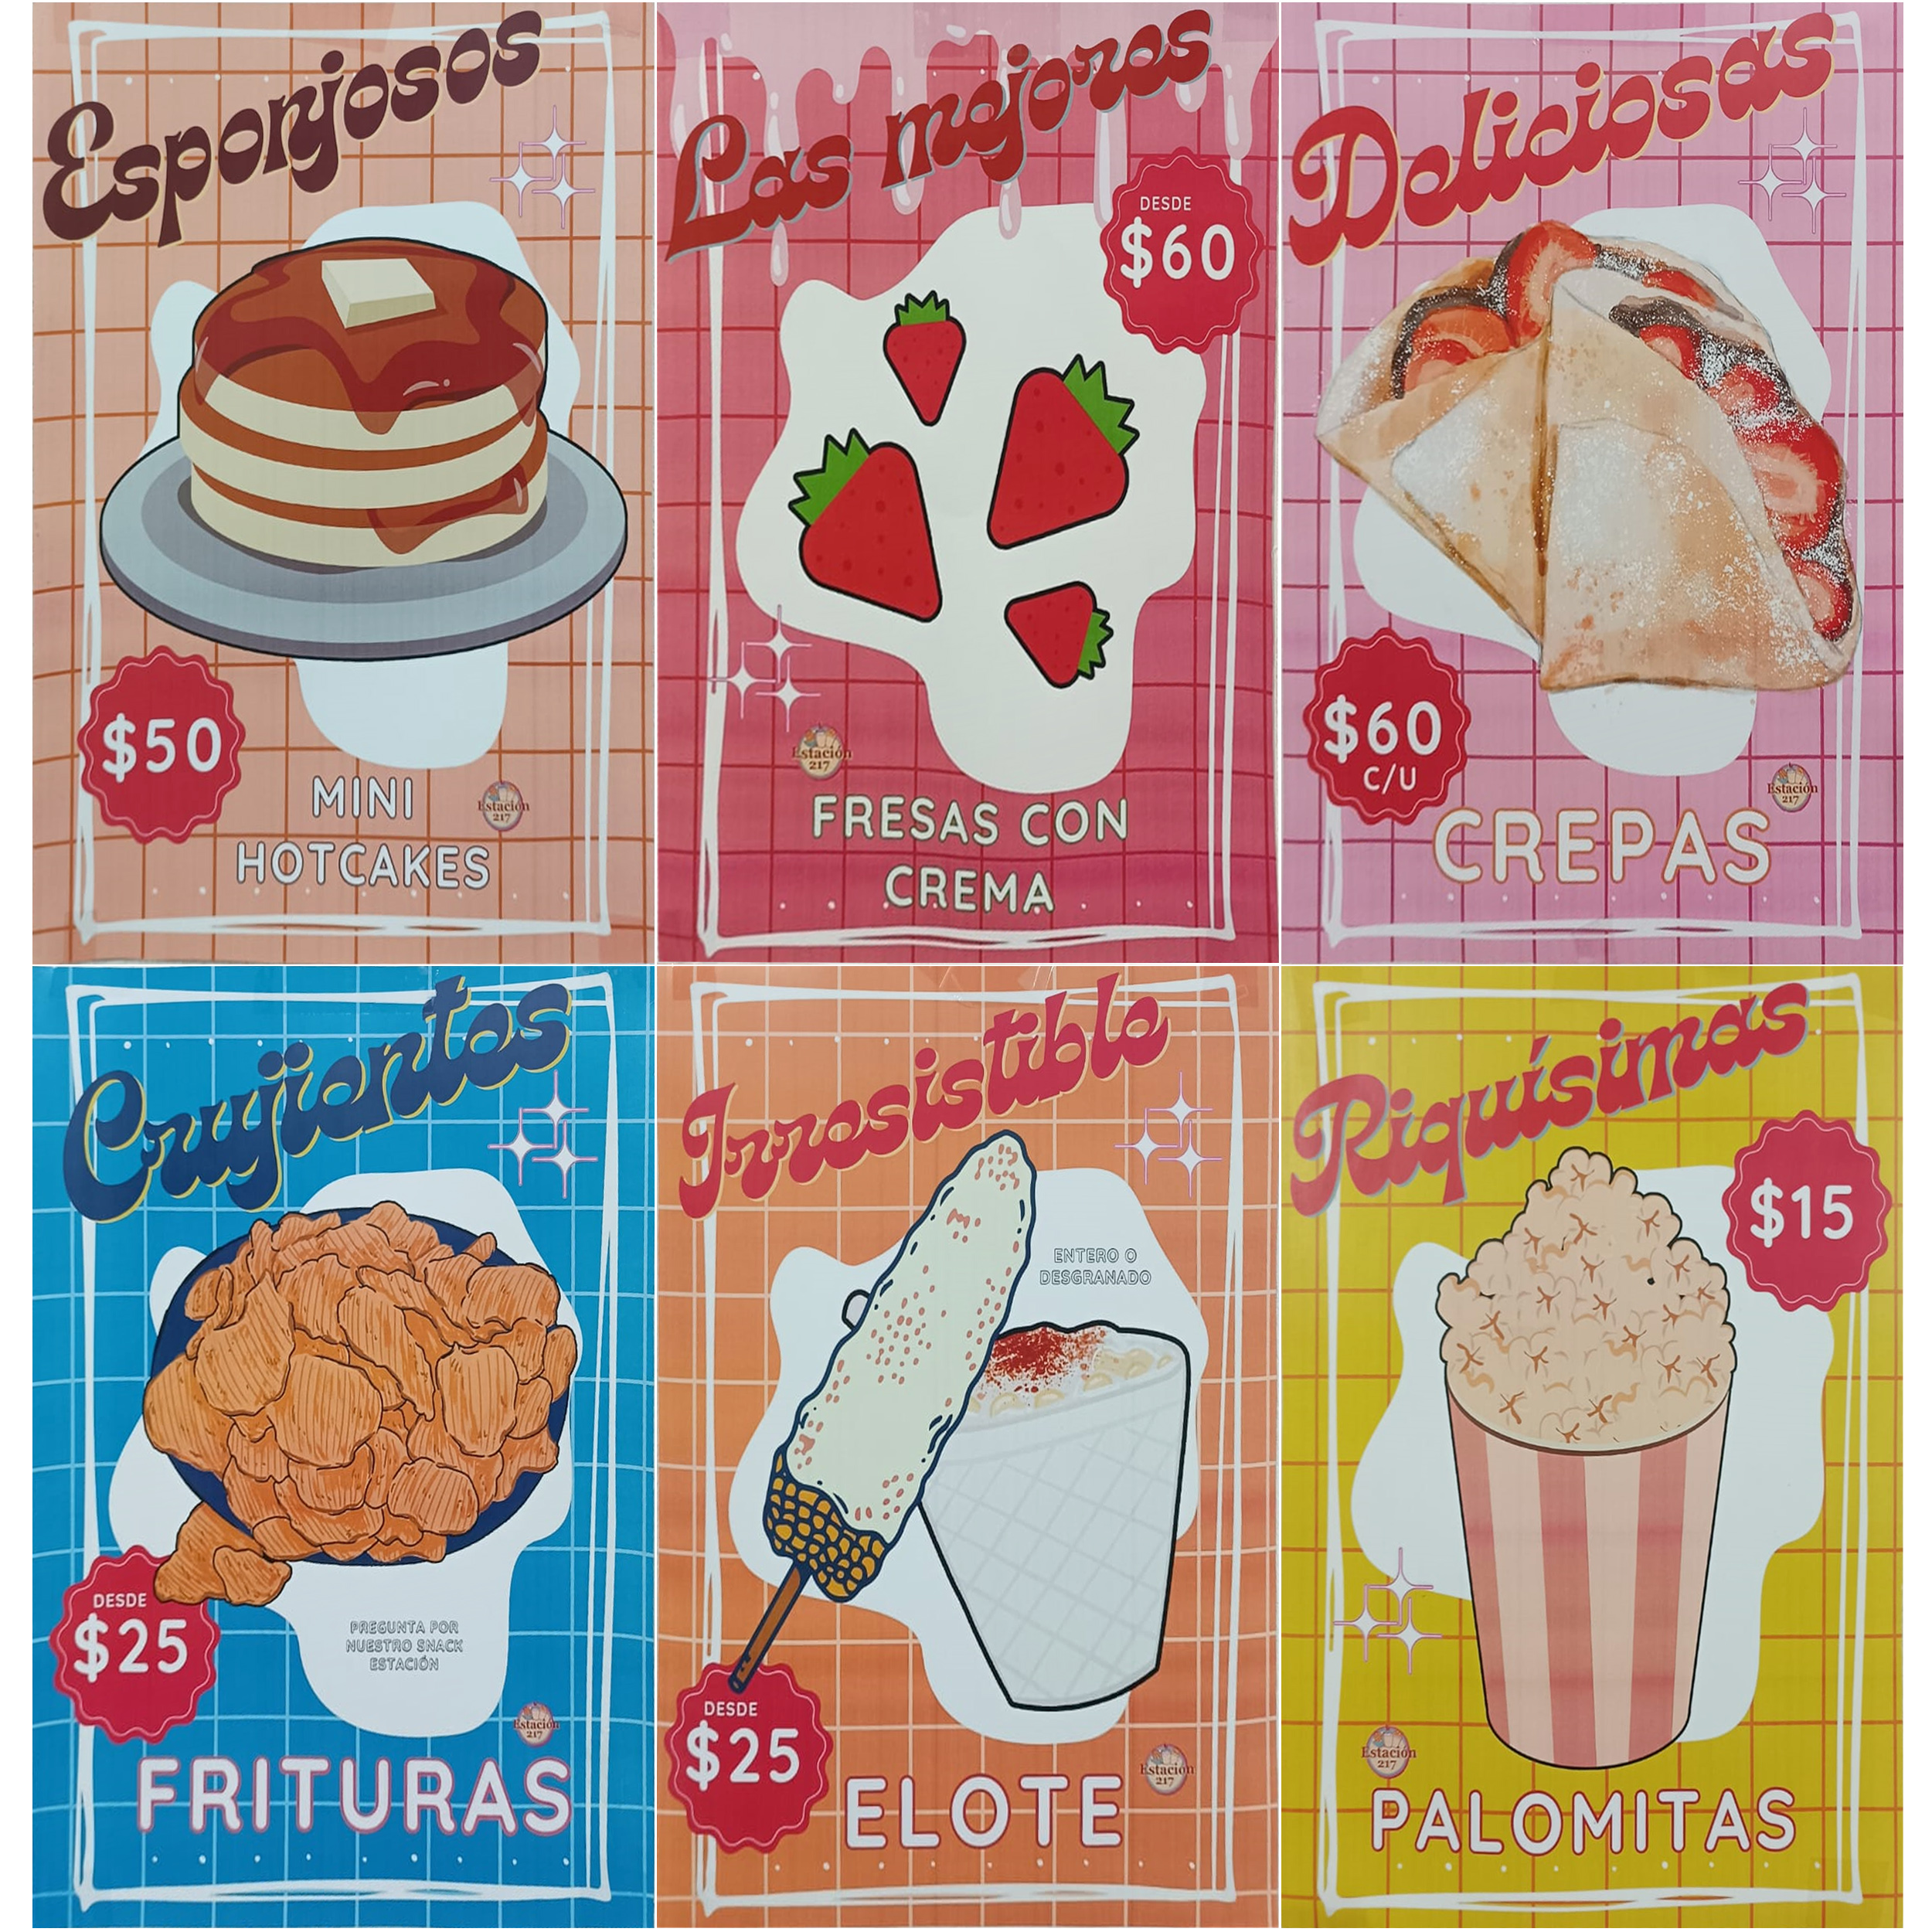 Esponjosos
$50
MINI
HOTCAKES
Estación
217
Las mejores
DESDE
$60
Estación
217
FRESAS CON
CREMA
Deliciosas
$60
C/U
Estación
217
CREPAS
Crujientes
DESDE
$25
PREGUNTA POR
NUESTRO SNACK
ESTACIÓN
Estación
217
FRITURAS
Irresistible
ENTERO O
DESGRANADO
DESDE
$25
Estación
217
ELOTE
Riquísimas
$15
Estación
217
PALOMITAS